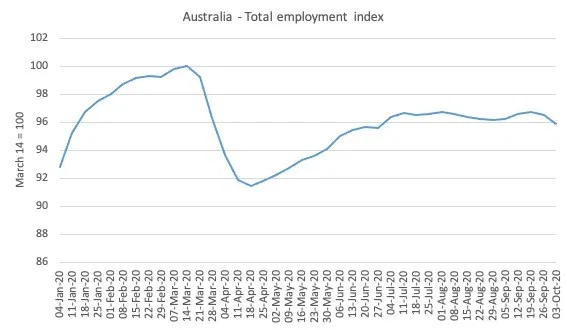 Australia - Total employment index
102
100
98
96
94
92
90
88
86
March 14 = 100
04-Jan-20
11-Jan-20
18-Jan-20
25-Jan-20
01-Feb-20
08-Feb-20
15-Feb-20
22-Feb-20
29-Feb-20
07-Mar-20
14-Mar-20
21-Mar-20
28-Mar-20
04-Apr-20
11-Apr-20
18-Apr-20
25-Apr-20
02-May-20
09-May-20
16-May-20
23-May-20
30-May-20
06-Jun-20
13-Jun-20
20-Jun-20
27-Jun-20
04-Jul-20
11-Jul-20
18-Jul-20
25-Jul-20
01-Aug-20
08-Aug-20
15-Aug-20
22-Aug-20
29-Aug-20
05-Sep-20
12-Sep-20
19-Sep-20
26-Sep-20
03-Oct-20